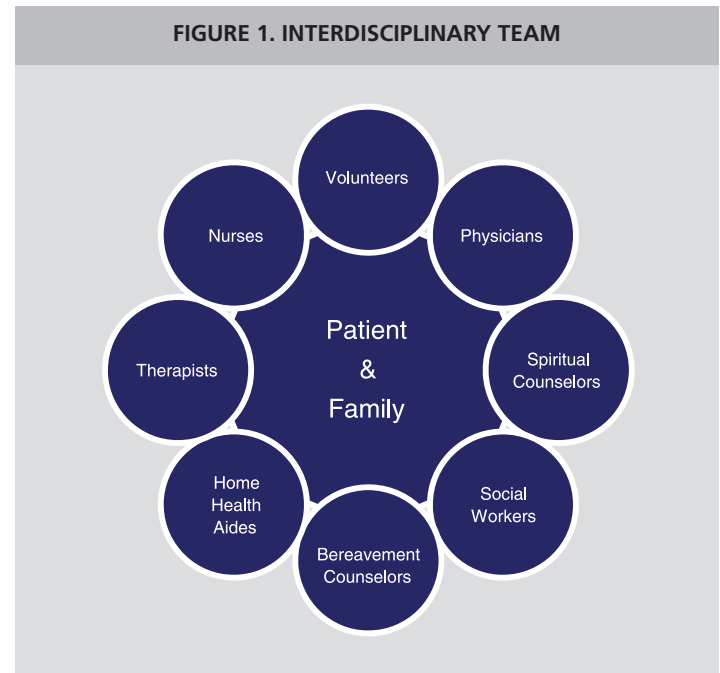 FIGURE 1. INTERDISCIPLINARY TEAM
Volunteers
Nurses
Physicians
Therapists
Patient
&
Family
Spiritual
Counselors
Home
Health
Aides
Social
Workers
Bereavement
Counselors